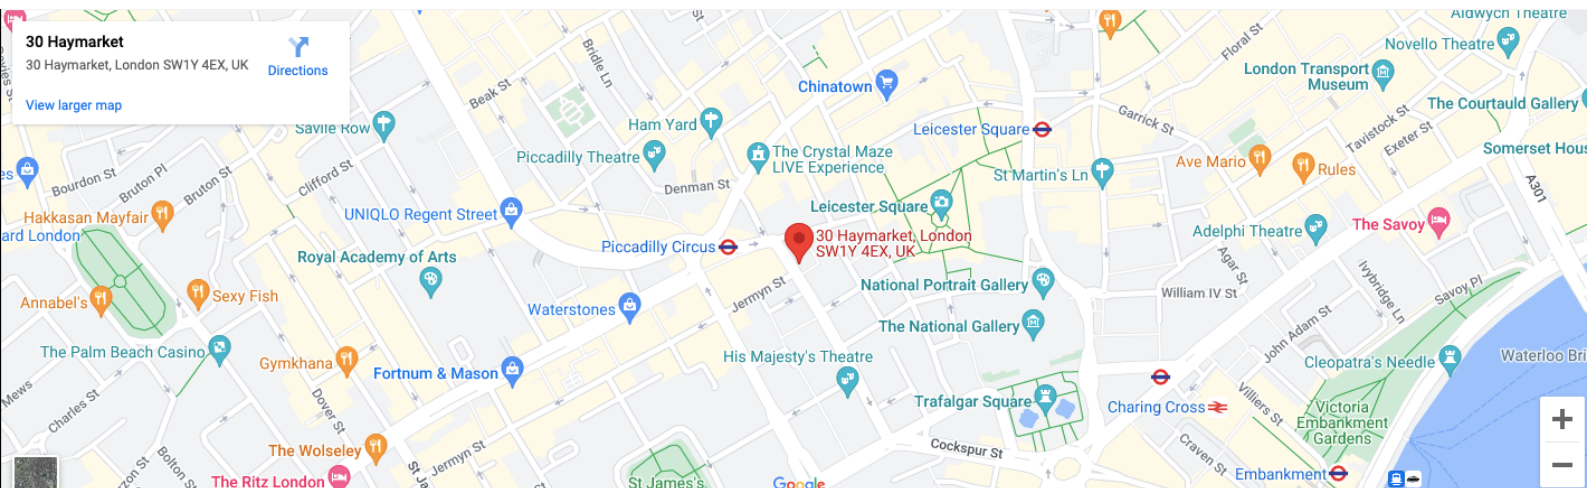 30 Haymarket
30 Haymarket, London SW1Y 4EX, UK
Directions
View larger map
Bridle Ln
Beak St
Savile Row
Ham Yard
Piccadilly Theatre
Chinatown
The Crystal Maze
LIVE Experience
Denman St
Leicester Square
Leicester Square
St Martin's Ln
Garrick St
Floral St
Aldwych Theatre
Novello Theatre
London Transport
Museum
The Courtauld Gallery
Tavistock St
Exeter St
Somerset Hous
Ave Mario
Rules
A301
Bourdon St
Bruton Pl
Bruton St
Clifford St
Hakkasan Mayfair
ard London
UNIQLO Regent Street
Piccadilly Circus
30 Haymarket, London
SW1Y 4EX, UK
Adelphi Theatre
The Savoy
Royal Academy of Arts
Annabel's
Sexy Fish
Waterstones
Jermyn St
National Portrait Gallery
The National Gallery
William IV St
Agar St
Ivybridge Ln
Savoy Pl
John Adam St
The Palm Beach Casino
Gymkhana
Fortnum & Mason
His Majesty's Theatre
Cleopatra's Needle
Waterloo Bri
Mews
Charles St
Dover St
Trafalgar Square
Charing Cross
Villiers St
Victoria
Embankment
Gardens
The Wolseley
Jermyn St
Cockspur St
Craven St
Bolton St
The Ritz London
St James's
Google
Embankment